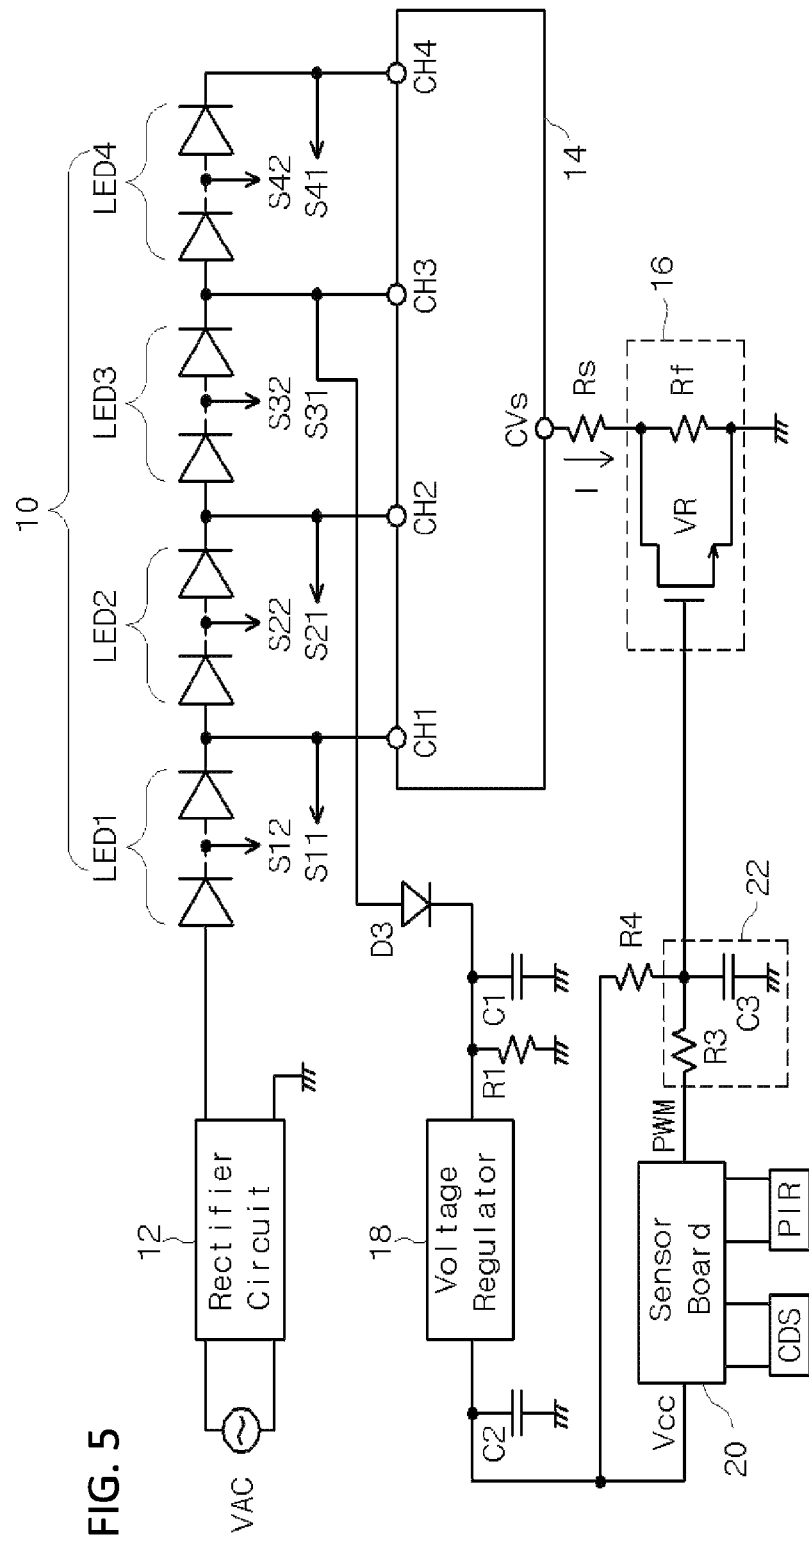 FIG. 5
10
LED1
LED2
LED3
LED4
S12
S11
S22
S21
S32
S31
S42
S41
CH1
CH2
CH3
CH4
14
VAC
12
Rectifier
Circuit
D3
CVs
Rs
I
16
Rf
VR
18
Voltage
Regulator
C2
R1
C1
R4
22
R3
C3
PWM
Vcc
Sensor
Board
20
CDS
PIR